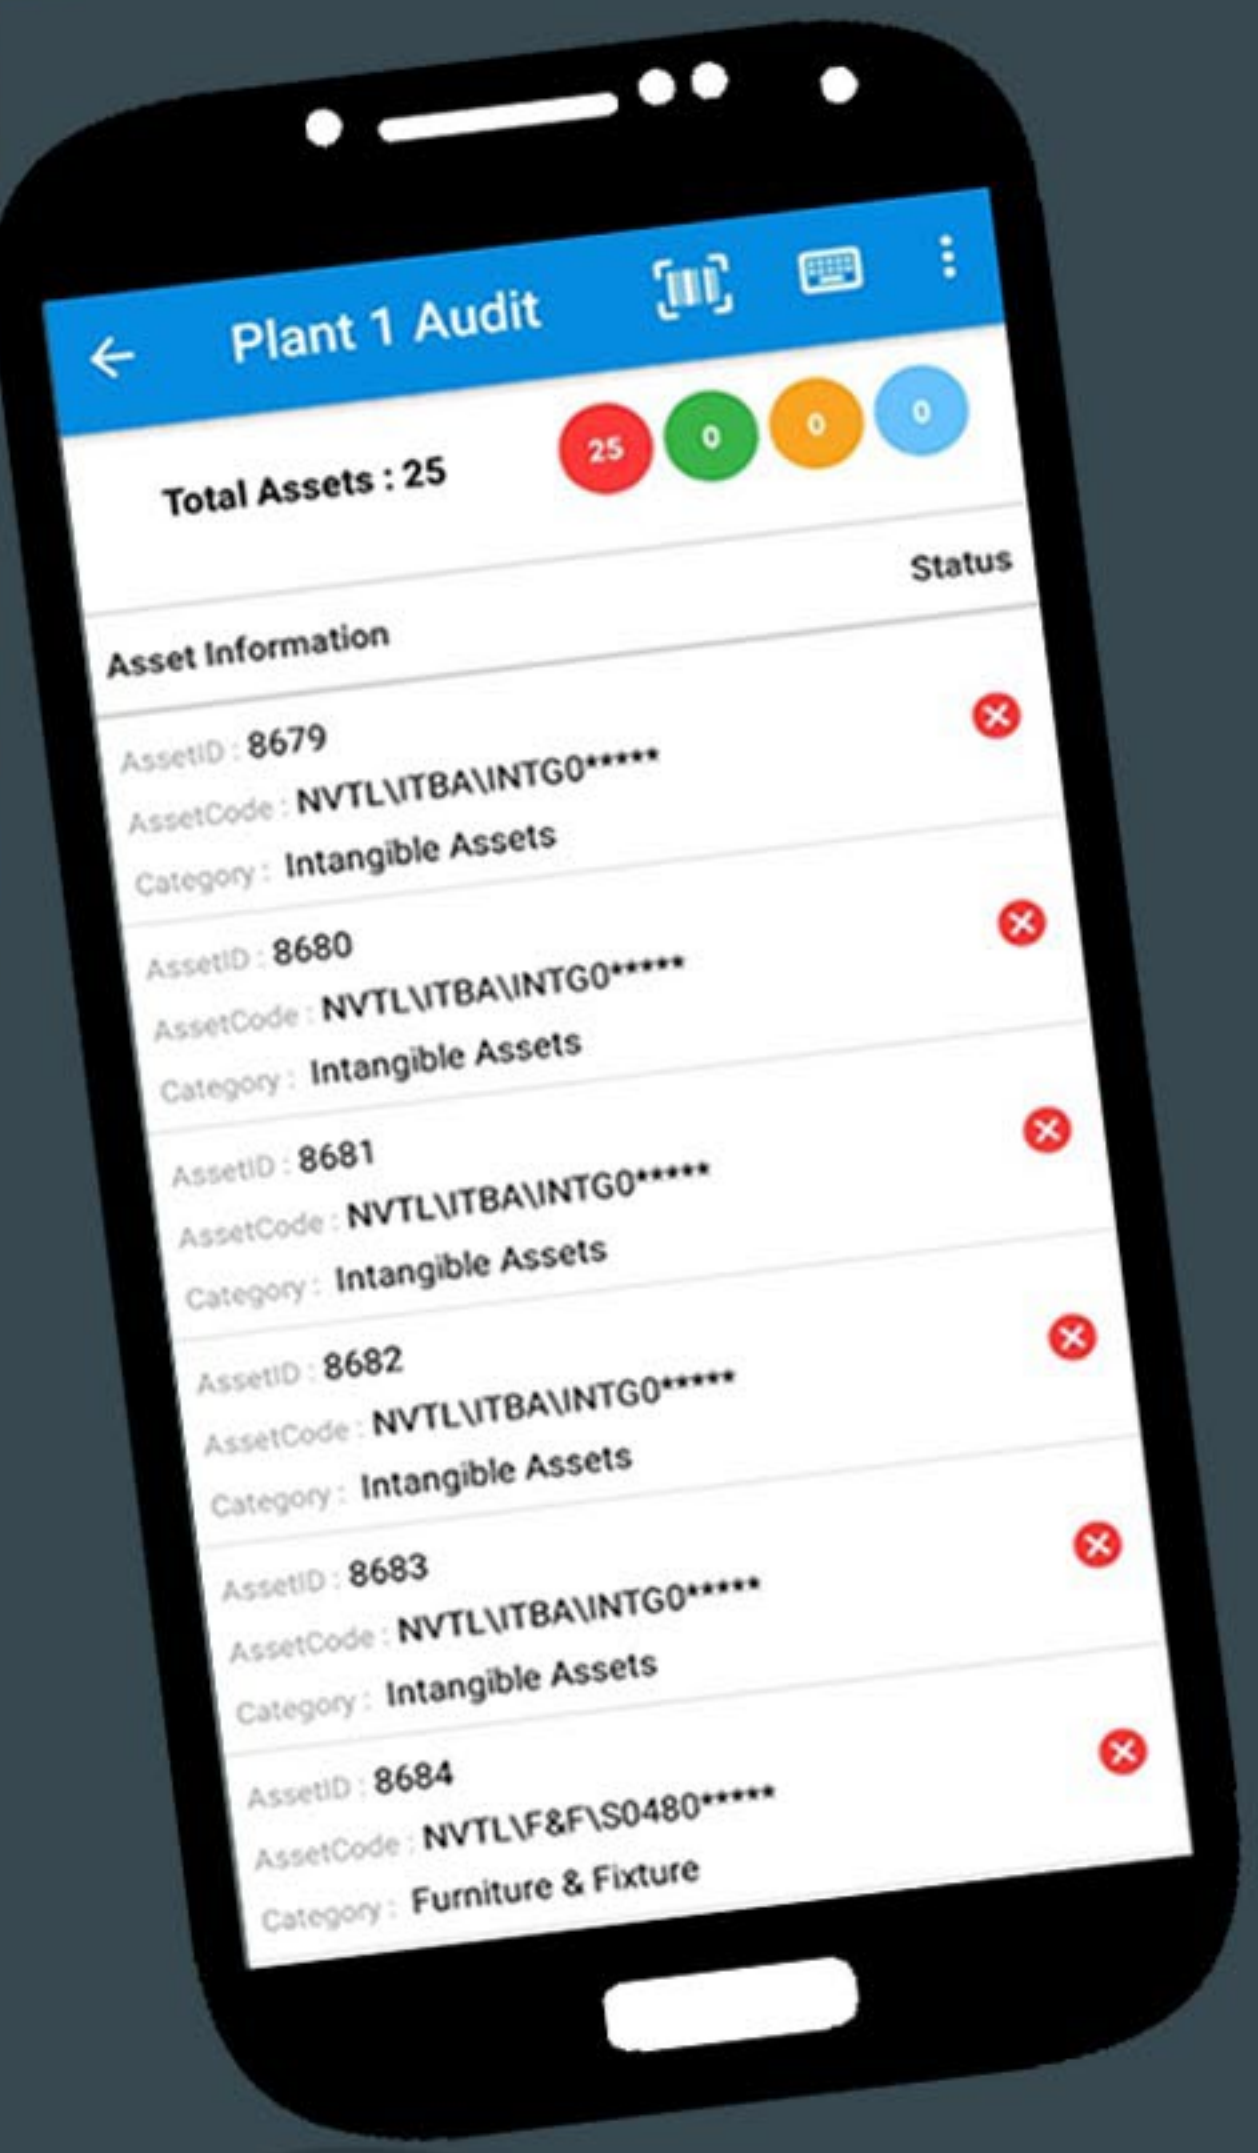 Plant 1 Audit
Total Assets : 25
25 0 0 0
Asset Information Status
AssetID : 8679
AssetCode : NVTL\ITBA\INTG0*****
Category : Intangible Assets
AssetID : 8680
AssetCode : NVTL\ITBA\INTG0*****
Category : Intangible Assets
AssetID : 8681
AssetCode : NVTL\ITBA\INTG0*****
Category : Intangible Assets
AssetID : 8682
AssetCode : NVTL\ITBA\INTG0*****
Category : Intangible Assets
AssetID : 8683
AssetCode : NVTL\ITBA\INTG0*****
Category : Intangible Assets
AssetID : 8684
AssetCode : NVTL\F&F\S0480*****
Category : Furniture & Fixture